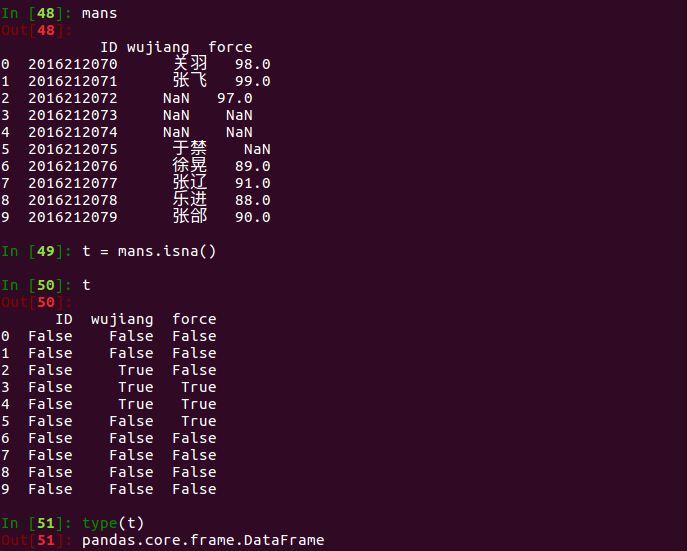 In [48]: mans
Out[48]:
           ID wujiang  force
0  2016212070      关羽   98.0
1  2016212071      张飞   99.0
2  2016212072     NaN   97.0
3  2016212073     NaN    NaN
4  2016212074     NaN    NaN
5  2016212075      于禁    NaN
6  2016212076      徐晃   89.0
7  2016212077      张辽   91.0
8  2016212078      乐进   88.0
9  2016212079      张郃   90.0
In [49]: t = mans.isna()
In [50]: t
Out[50]:
      ID  wujiang  force
0  False    False  False
1  False    False  False
2  False     True  False
3  False     True   True
4  False     True   True
5  False    False   True
6  False    False  False
7  False    False  False
8  False    False  False
9  False    False  False
In [51]: type(t)
Out[51]: pandas.core.frame.DataFrame